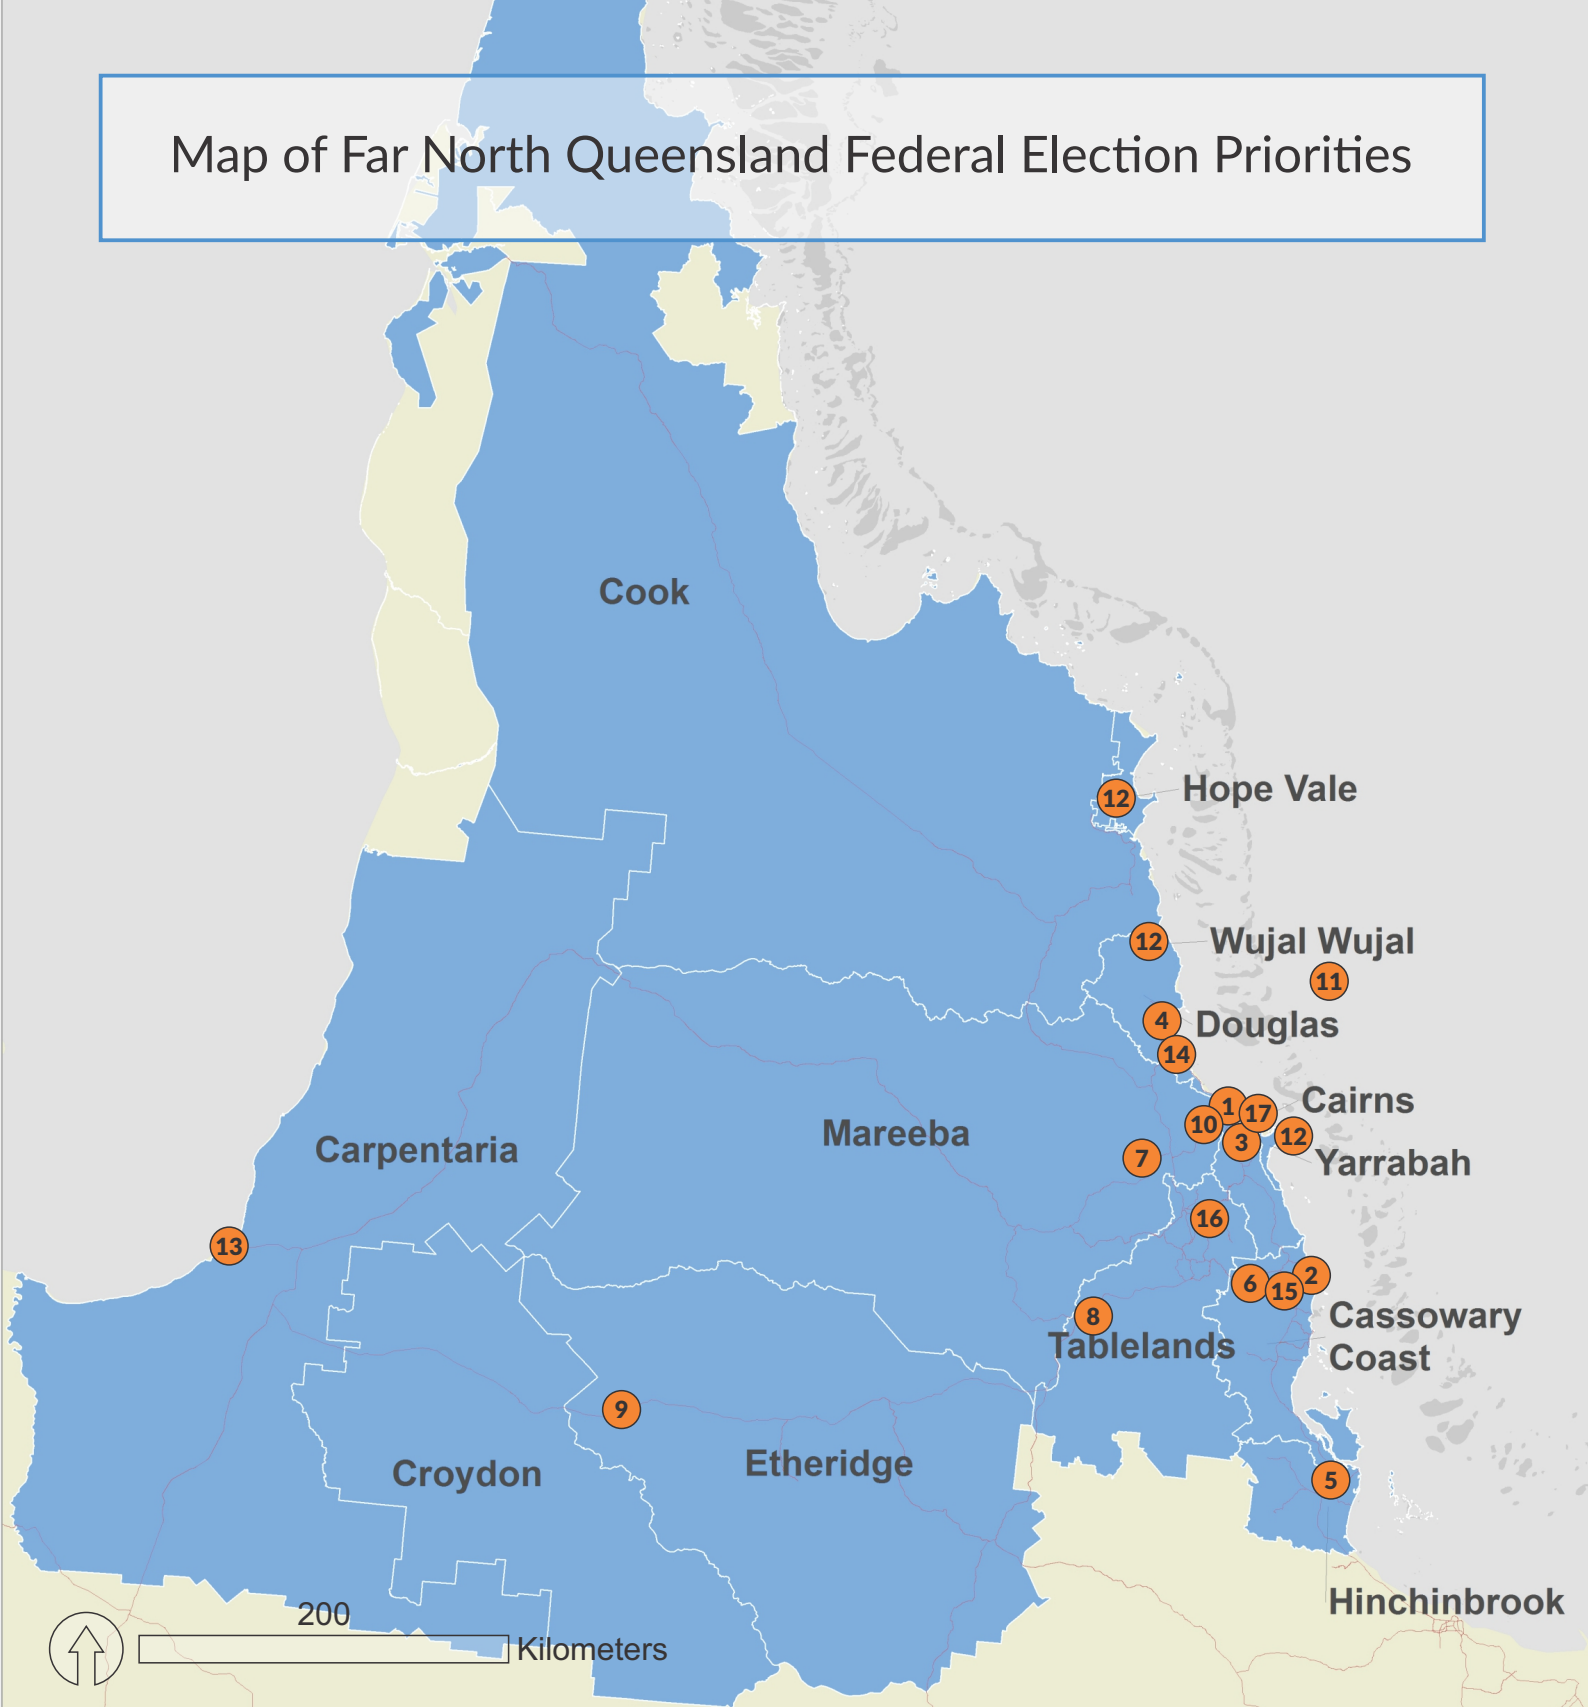 Map of Far North Queensland Federal Election Priorities
Cook
12
Hope Vale
12
Wujal Wujal
11
4
Douglas
14
1
17
Cairns
10
3
12
Mareeba
Carpentaria
7
Yarrabah
16
13
6
15
2
8
Cassowary
Coast
Tablelands
9
Etheridge
Croydon
5
Hinchinbrook
200
Kilometers